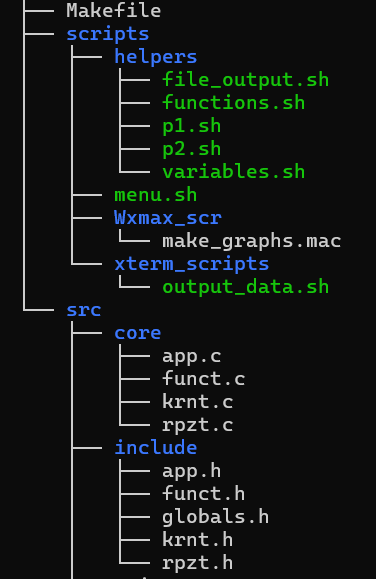 Makefile
scripts
helpers
file_output.sh
functions.sh
p1.sh
p2.sh
variables.sh
menu.sh
Wxmax_scr
make_graphs.mac
xterm_scripts
output_data.sh
src
core
app.c
funct.c
krnt.c
rpzt.c
include
app.h
funct.h
globals.h
krnt.h
rpzt.h